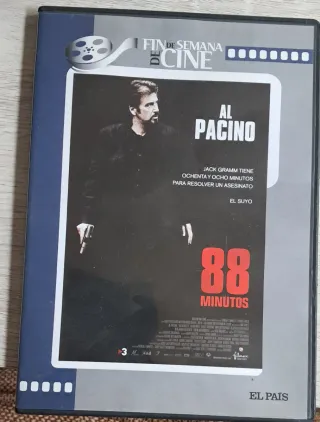 FIN DE SEMANA
DE CINE
AL
PACINO
JACK GRAMM TIENE
OCHENTA Y OCHO MINUTOS
PARA RESOLVER UN ASESINATO
EL SUYO
88
MINUTOS
EL PAÍS